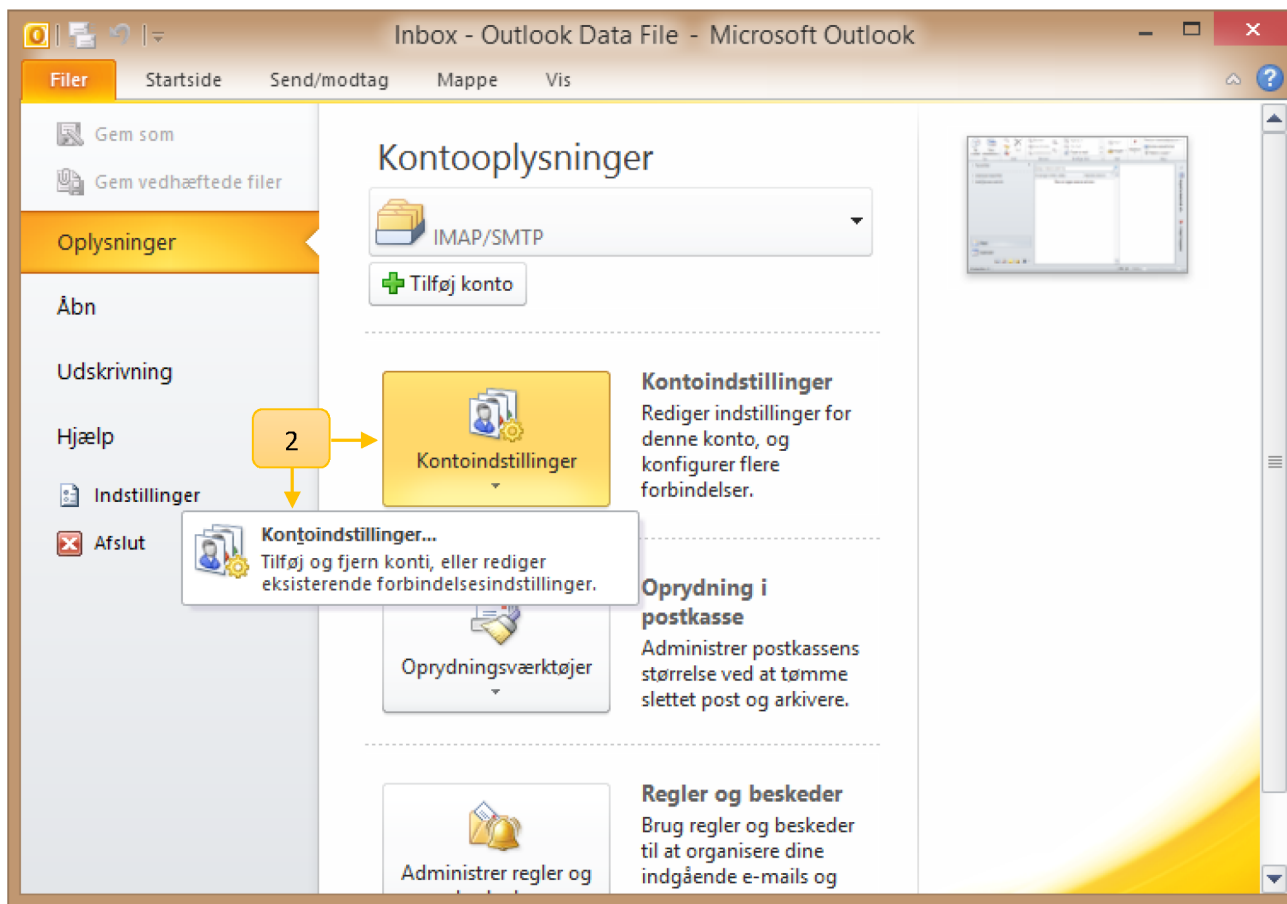 Inbox - Outlook Data File - Microsoft Outlook
Filer Startside Send/modtag Mappe Vis
Gem som
Gem vedhæftede filer
Oplysninger
Åbn
Udskrivning
Hjælp
Indstillinger
Afslut
Kontooplysninger
IMAP/SMTP
Tilføj konto
2
Kontoindstillinger
Kontoindstillinger
Rediger indstillinger for
denne konto, og
konfigurer flere
forbindelser.
Kontoindstillinger...
Tilføj og fjern konti, eller rediger
eksisterende forbindelsesindstillinger.
Oprydningsværktøjer
Oprydning i
postkasse
Administrer postkassens
størrelse ved at tømme
slettet post og arkivere.
Administrer regler og
Regler og beskeder
Brug regler og beskeder
til at organisere dine
indgående e-mails og